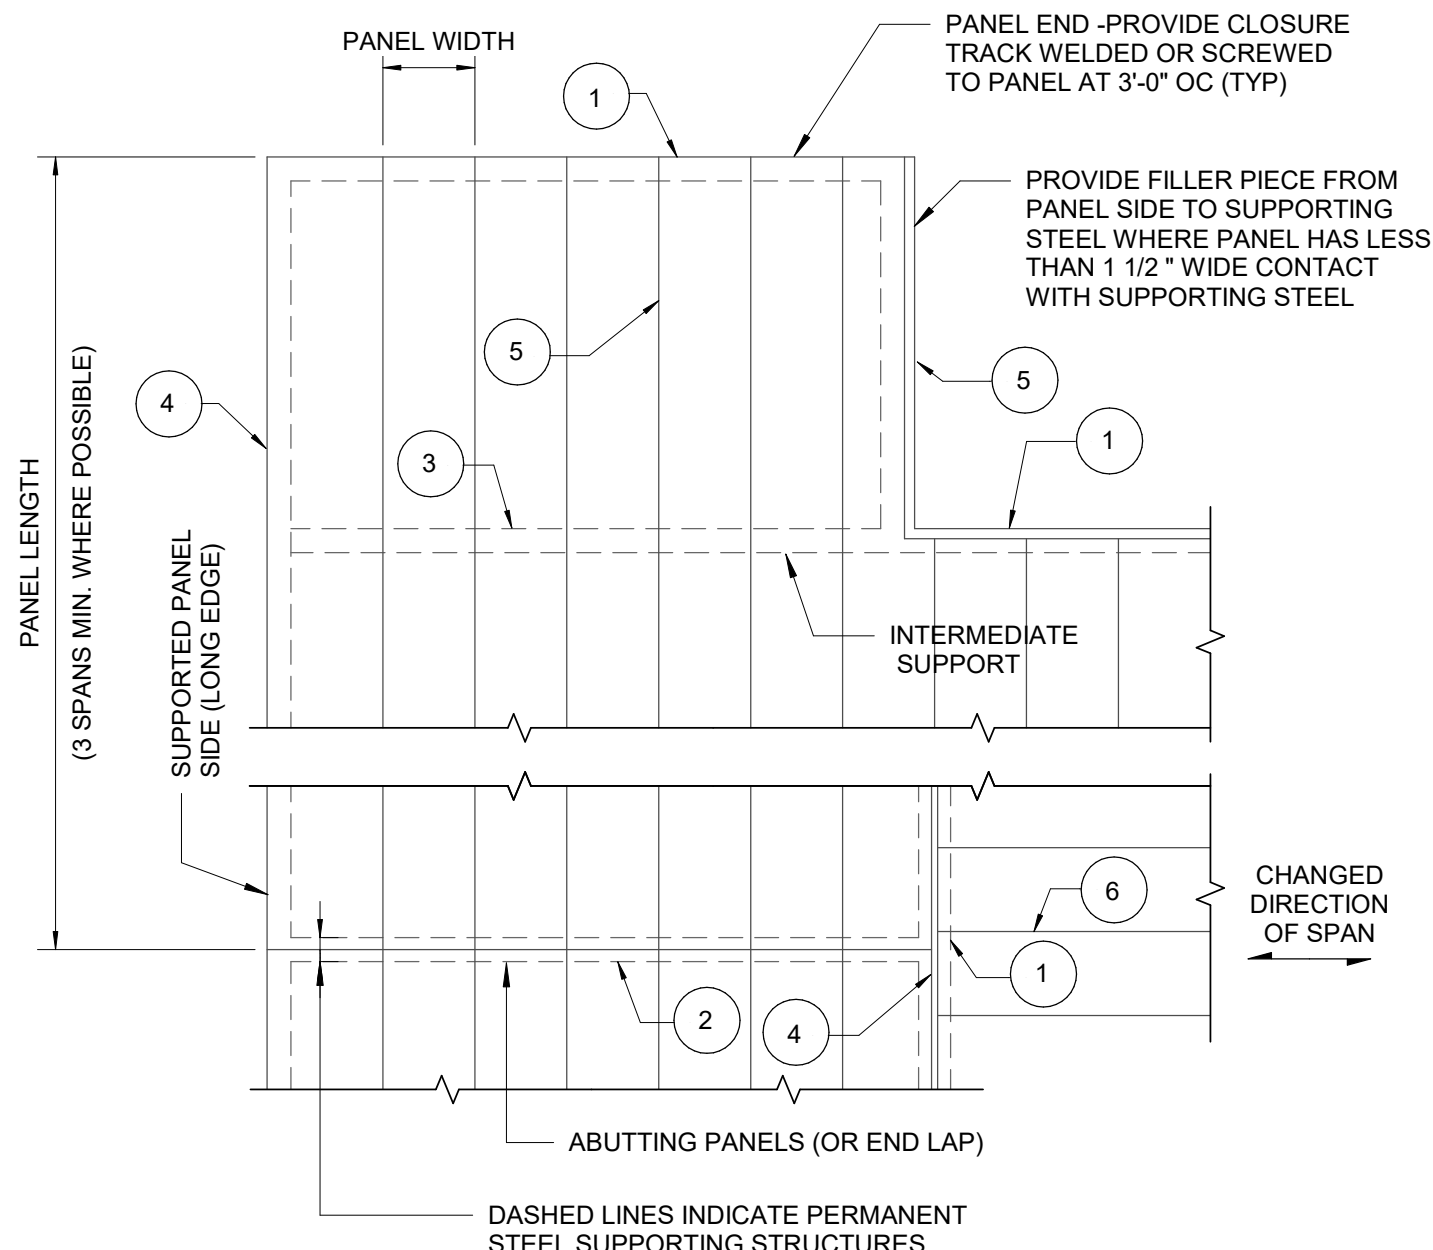 PANEL WIDTH
PANEL END -PROVIDE CLOSURE
TRACK WELDED OR SCREWED
TO PANEL AT 3'-0" OC (TYP)
1
PROVIDE FILLER PIECE FROM
PANEL SIDE TO SUPPORTING
STEEL WHERE PANEL HAS LESS
THAN 1 1/2 " WIDE CONTACT
WITH SUPPORTING STEEL
5
5
4
3
1
PANEL LENGTH
(3 SPANS MIN. WHERE POSSIBLE)
SUPPORTED PANEL
SIDE (LONG EDGE)
INTERMEDIATE
SUPPORT
6
CHANGED
DIRECTION
OF SPAN
1
2
4
ABUTTING PANELS (OR END LAP)
DASHED LINES INDICATE PERMANENT
STEEL SUPPORTING STRUCTURES